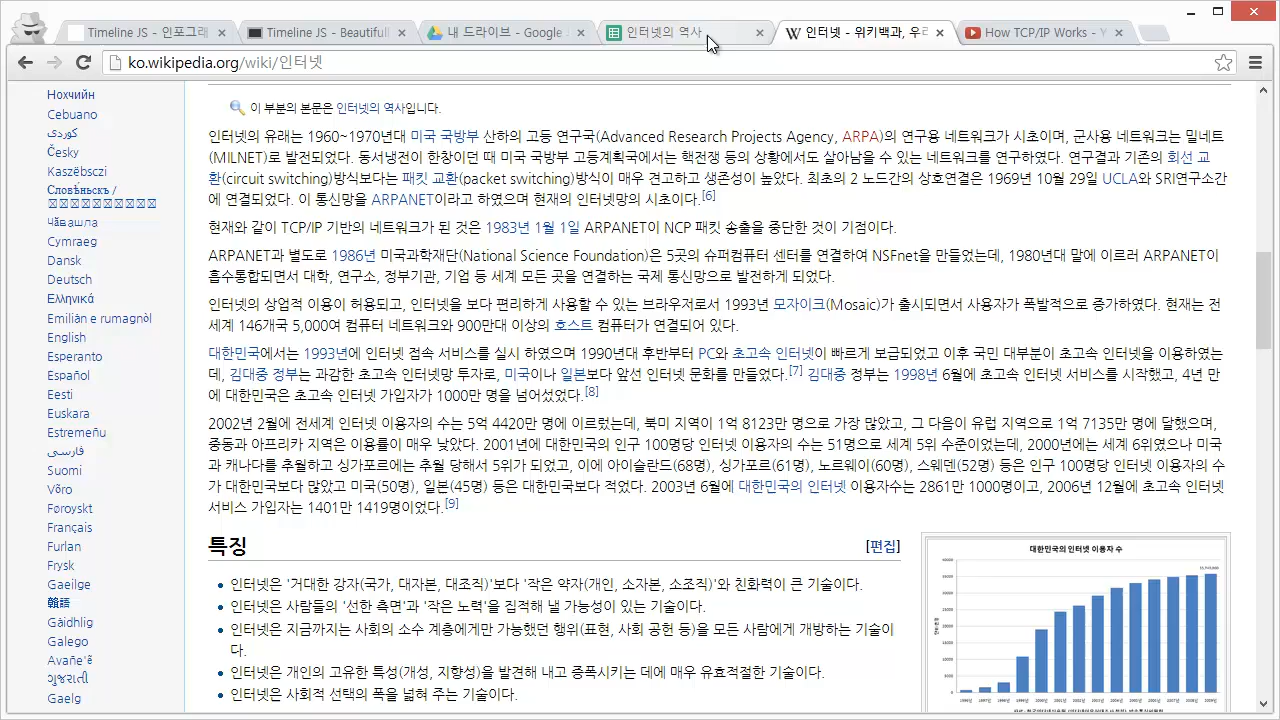 Timeline JS - 인포그래
Timeline JS - Beautifull
내 드라이브 - Google
인터넷의 역사
인터넷 - 위키백과, 우리
How TCP/IP Works - Y
ko.wikipedia.org/wiki/인터넷
Нохчийн
Cebuano
کوردی
Česky
Kaszëbsczi
Словѣньскъ /
Чӑвашла
Cymraeg
Dansk
Deutsch
Ελληνικά
Emiliàn e rumagnòl
English
Esperanto
Español
Eesti
Euskara
Estremeñu
فارسی
Suomi
Võro
Føroyskt
Français
Furlan
Frysk
Gaeilge
贛語
Gàidhlig
Galego
Avañe'ẽ
ગુજરાતી
Gaelg
이 부분의 본문은 인터넷의 역사입니다.
인터넷의 유래는 1960~1970년대 미국 국방부 산하의 고등 연구국(Advanced Research Projects Agency, ARPA)의 연구용 네트워크가 시초이며, 군사용 네트워크는 밀네트
(MILNET)로 발전되었다. 동서냉전이 한창이던 때 미국 국방부 고등계획국에서는 핵전쟁 등의 상황에서도 살아남을 수 있는 네트워크를 연구하였다. 연구결과 기존의 회선 교
환(circuit switching)방식보다는 패킷 교환(packet switching)방식이 매우 견고하고 생존성이 높았다. 최초의 2 노드간의 상호연결은 1969년 10월 29일 UCLA와 SRI연구소간
에 연결되었다. 이 통신망을 ARPANET이라고 하였으며 현재의 인터넷망의 시초이다.[6]
현재와 같이 TCP/IP 기반의 네트워크가 된 것은 1983년 1월 1일 ARPANET이 NCP 패킷 송출을 중단한 것이 기점이다.
ARPANET과 별도로 1986년 미국과학재단(National Science Foundation)은 5곳의 슈퍼컴퓨터 센터를 연결하여 NSFnet을 만들었는데, 1980년대 말에 이르러 ARPANET이
흡수통합되면서 대학, 연구소, 정부기관, 기업 등 세계 모든 곳을 연결하는 국제 통신망으로 발전하게 되었다.
인터넷의 상업적 이용이 허용되고, 인터넷을 보다 편리하게 사용할 수 있는 브라우저로서 1993년 모자이크(Mosaic)가 출시되면서 사용자가 폭발적으로 증가하였다. 현재는 전
세계 146개국 5,000여 컴퓨터 네트워크와 900만대 이상의 호스트 컴퓨터가 연결되어 있다.
대한민국에서는 1993년에 인터넷 접속 서비스를 실시 하였으며 1990년대 후반부터 PC와 초고속 인터넷이 빠르게 보급되었고 이후 국민 대부분이 초고속 인터넷을 이용하였는
데, 김대중 정부는 과감한 초고속 인터넷망 투자로, 미국이나 일본보다 앞선 인터넷 문화를 만들었다.[7] 김대중 정부는 1998년 6월에 초고속 인터넷 서비스를 시작했고, 4년 만
에 대한민국은 초고속 인터넷 가입자가 1000만 명을 넘어섰었다.[8]
2002년 2월에 전세계 인터넷 이용자의 수는 5억 4420만 명에 이르렀는데, 북미 지역이 1억 8123만 명으로 가장 많았고, 그 다음이 유럽 지역으로 1억 7135만 명에 달했으며,
중동과 아프리카 지역은 이용률이 매우 낮았다. 2001년에 대한민국의 인구 100명당 인터넷 이용자의 수는 51명으로 세계 5위 수준이었는데, 2000년에는 세계 6위였으나 미국
과 캐나다를 추월하고 싱가포르에는 추월 당해서 5위가 되었고, 이에 아이슬란드(68명), 싱가포르(61명), 노르웨이(60명), 스웨덴(52명) 등은 인구 100명당 인터넷 이용자의 수
가 대한민국보다 많았고 미국(50명), 일본(45명) 등은 대한민국보다 적었다. 2003년 6월에 대한민국의 인터넷 이용자수는 2861만 1000명이고, 2006년 12월에 초고속 인터넷
서비스 가입자는 1401만 1419명이었다.[9]
특징
[편집]
인터넷은 '거대한 강자(국가, 대자본, 대조직)'보다 '작은 약자(개인, 소자본, 소조직)'와 친화력이 큰 기술이다.
인터넷은 사람들의 '선한 측면'과 '작은 노력'을 집적해 낼 가능성이 있는 기술이다.
인터넷은 지금까지는 사회의 소수 계층에게만 가능했던 행위(표현, 사회 공헌 등)을 모든 사람에게 개방하는 기술이
다.
인터넷은 개인의 고유한 특성(개성, 지향성)을 발견해 내고 증폭시키는 데에 매우 유효적절한 기술이다.
인터넷은 사회적 선택의 폭을 넓혀 주는 기술이다.
대한민국의 인터넷 이용자 수